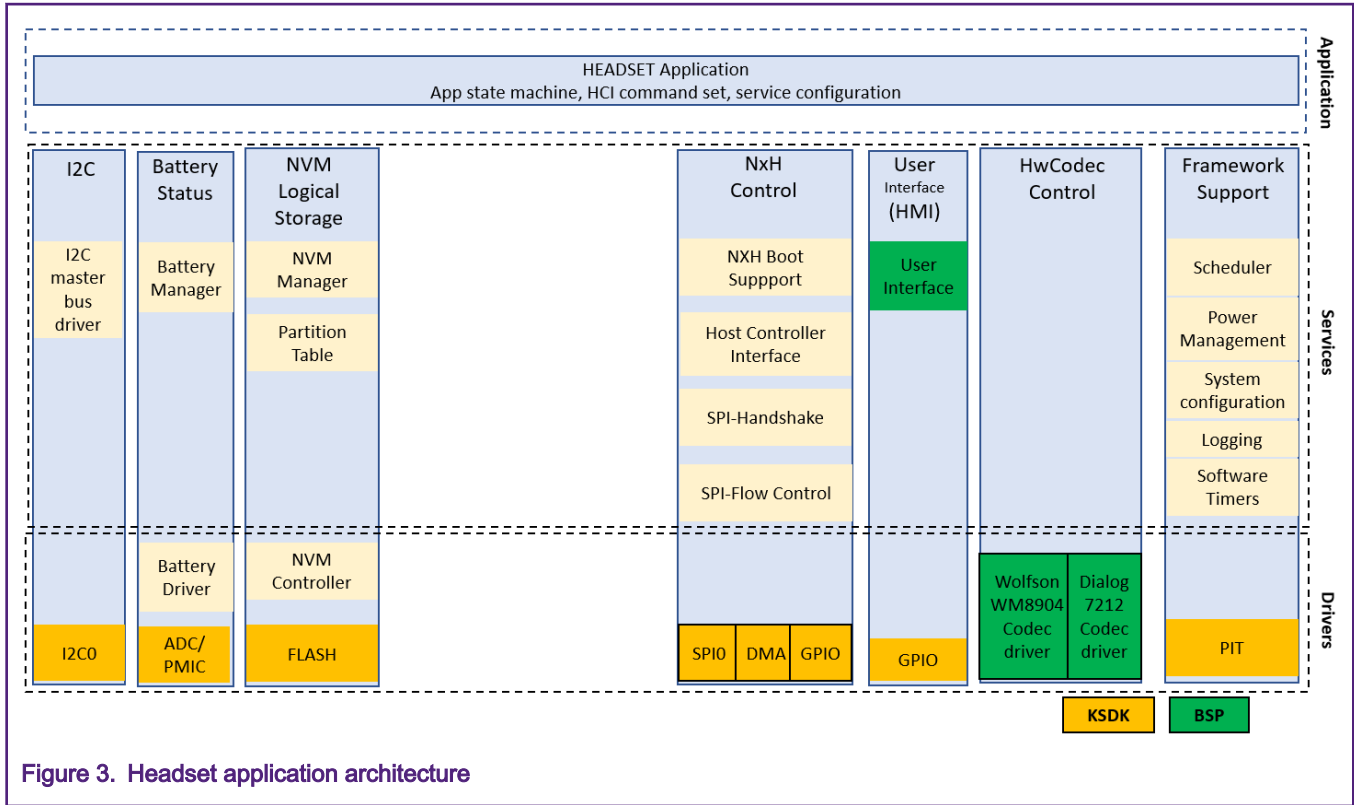 HEADSET Application
App state machine, HCI command set, service configuration
Application
I2C
I2C
master
bus
driver
I2C0
Battery
Status
Battery
Manager
Battery
Driver
ADC/
PMIC
NVM
Logical
Storage
NVM
Manager
Partition
Table
NVM
Controller
FLASH
NxH
Control
NXH Boot
Suppport
Host Controller
Interface
SPI-Handshake
SPI-Flow Control
SPI0
DMA
GPIO
User
Interface
(HMI)
User
Interface
GPIO
HwCodec
Control
Wolfson
WM8904
Codec
driver
Dialog
7212
Codec
driver
Framework
Support
Scheduler
Power
Management
System
configuration
Logging
Software
Timers
PIT
Services
Drivers
KSDK
BSP
Figure 3. Headset application architecture